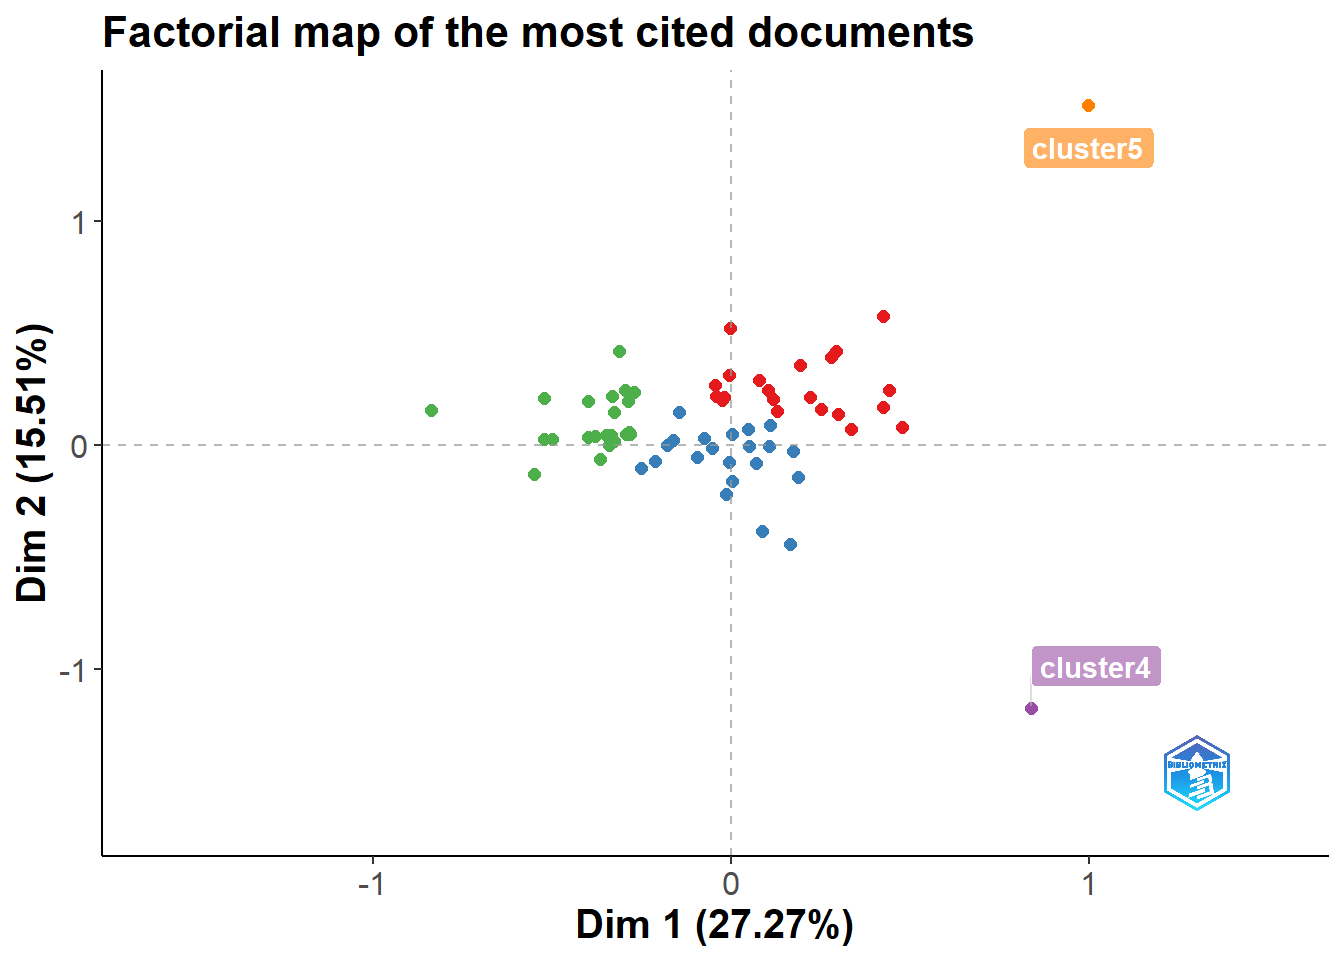 Factorial map of the most cited documents
cluster5
1
Dim 2 (15.51%)
0
-1
cluster4
BIBLIOMETRIX
-1
0
1
Dim 1 (27.27%)